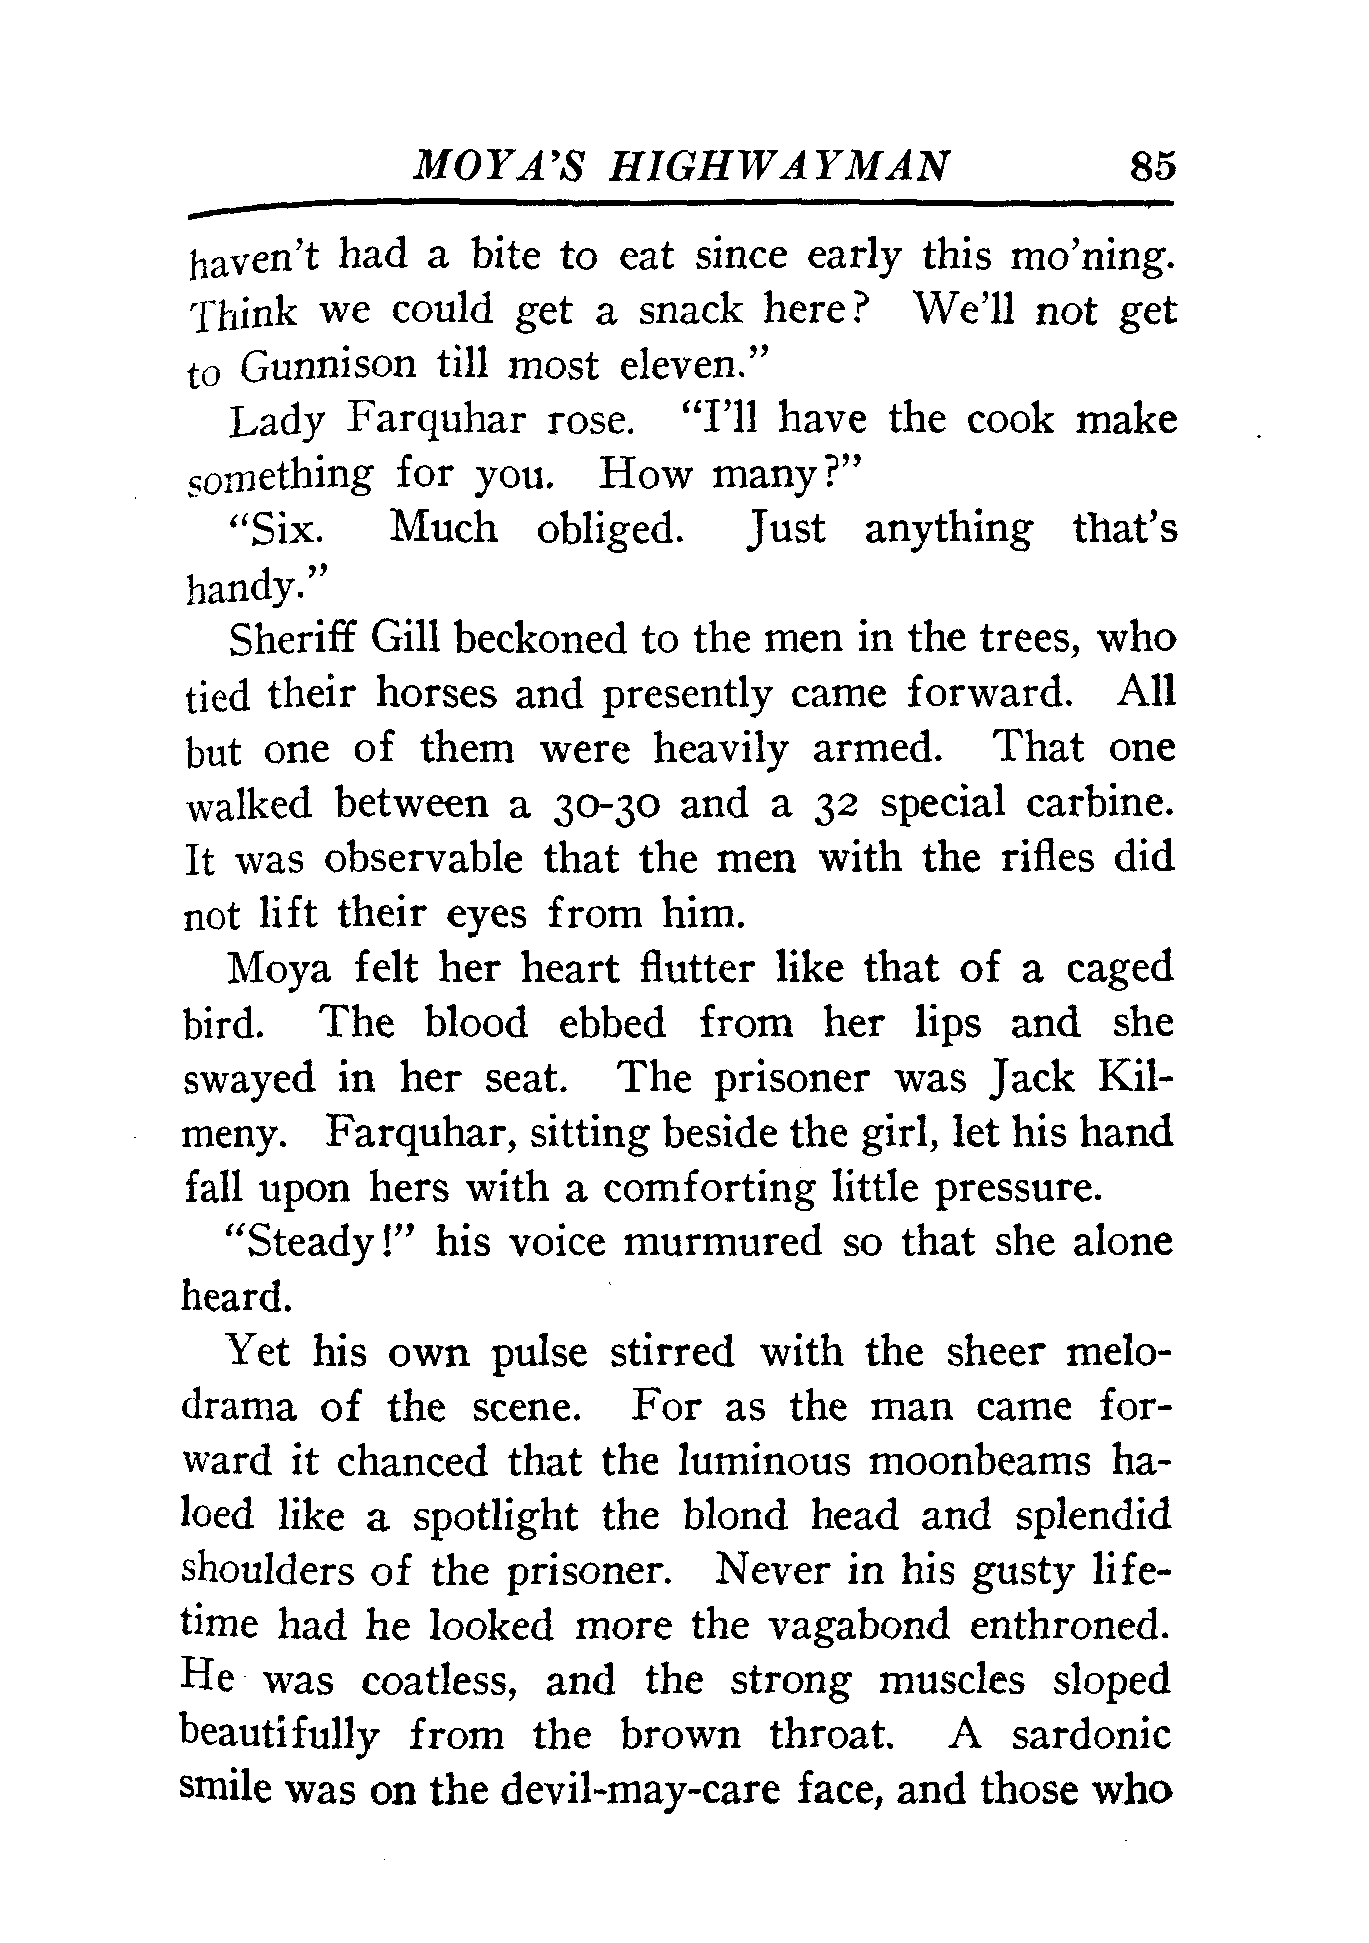 MOYA'S HIGHWAYMAN 85
haven't had a bite to eat since early this mo'ning.
Think we could get a snack here? We'll not get
to Gunnison till most eleven."
Lady Farquhar rose. "I'll have the cook make
something for you. How many?"
"Six. Much obliged. Just anything that's
handy."
Sheriff Gill beckoned to the men in the trees, who
tied their horses and presently came forward. All
but one of them were heavily armed. That one
walked between a 30-30 and a 32 special carbine.
It was observable that the men with the rifles did
not lift their eyes from him.
Moya felt her heart flutter like that of a caged
bird. The blood ebbed from her lips and she
swayed in her seat. The prisoner was Jack Kil-
meny. Farquhar, sitting beside the girl, let his hand
fall upon hers with a comforting little pressure.
"Steady!" his voice murmured so that she alone
heard.
Yet his own pulse stirred with the sheer melo-
drama of the scene. For as the man came for-
ward it chanced that the luminous moonbeams ha-
loed like a spotlight the blond head and splendid
shoulders of the prisoner. Never in his gusty life-
time had he looked more the vagabond enthroned.
He was coatless, and the strong muscles sloped
beautifully from the brown throat. A sardonic
smile was on the devil-may-care face, and those who